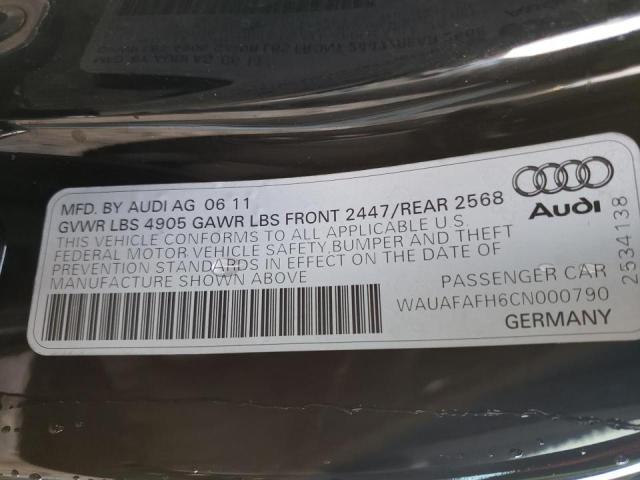 MFD. BY AUDI AG 06 11
GVWR LBS 4905 GAWR LBS FRONT 2447/REAR 2568
THIS VEHICLE CONFORMS TO ALL APPLICABLE U.S.
FEDERAL MOTOR VEHICLE SAFETY, BUMPER AND THEFT
PREVENTION STANDARDS IN EFFECT ON THE DATE OF
MANUFACTURE SHOWN ABOVE
Audi
PASSENGER CAR
WAUAFAFH6CN000790
GERMANY
2534138